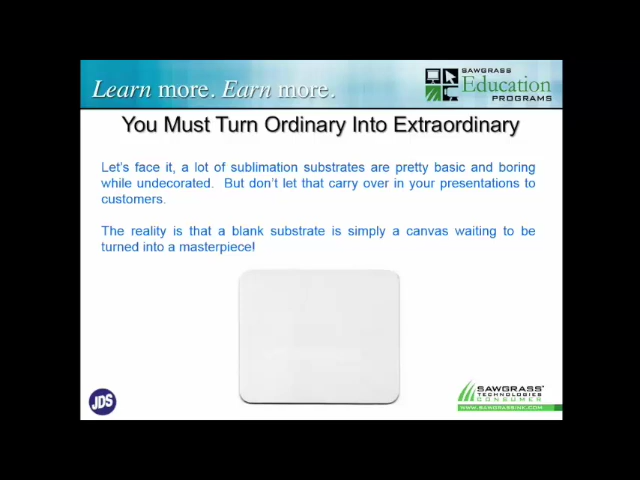 Learn more. Earn more.
SAWGRASS
Education
PROGRAMS
You Must Turn Ordinary Into Extraordinary
Let's face it, a lot of sublimation substrates are pretty basic and boring
while undecorated. But don't let that carry over in your presentations to
customers.
The reality is that a blank substrate is simply a canvas waiting to be
turned into a masterpiece!
JDS
SAWGRASS
TECHNOLOGIES
CONSUMER
WWW.SAWGRASSINK.COM